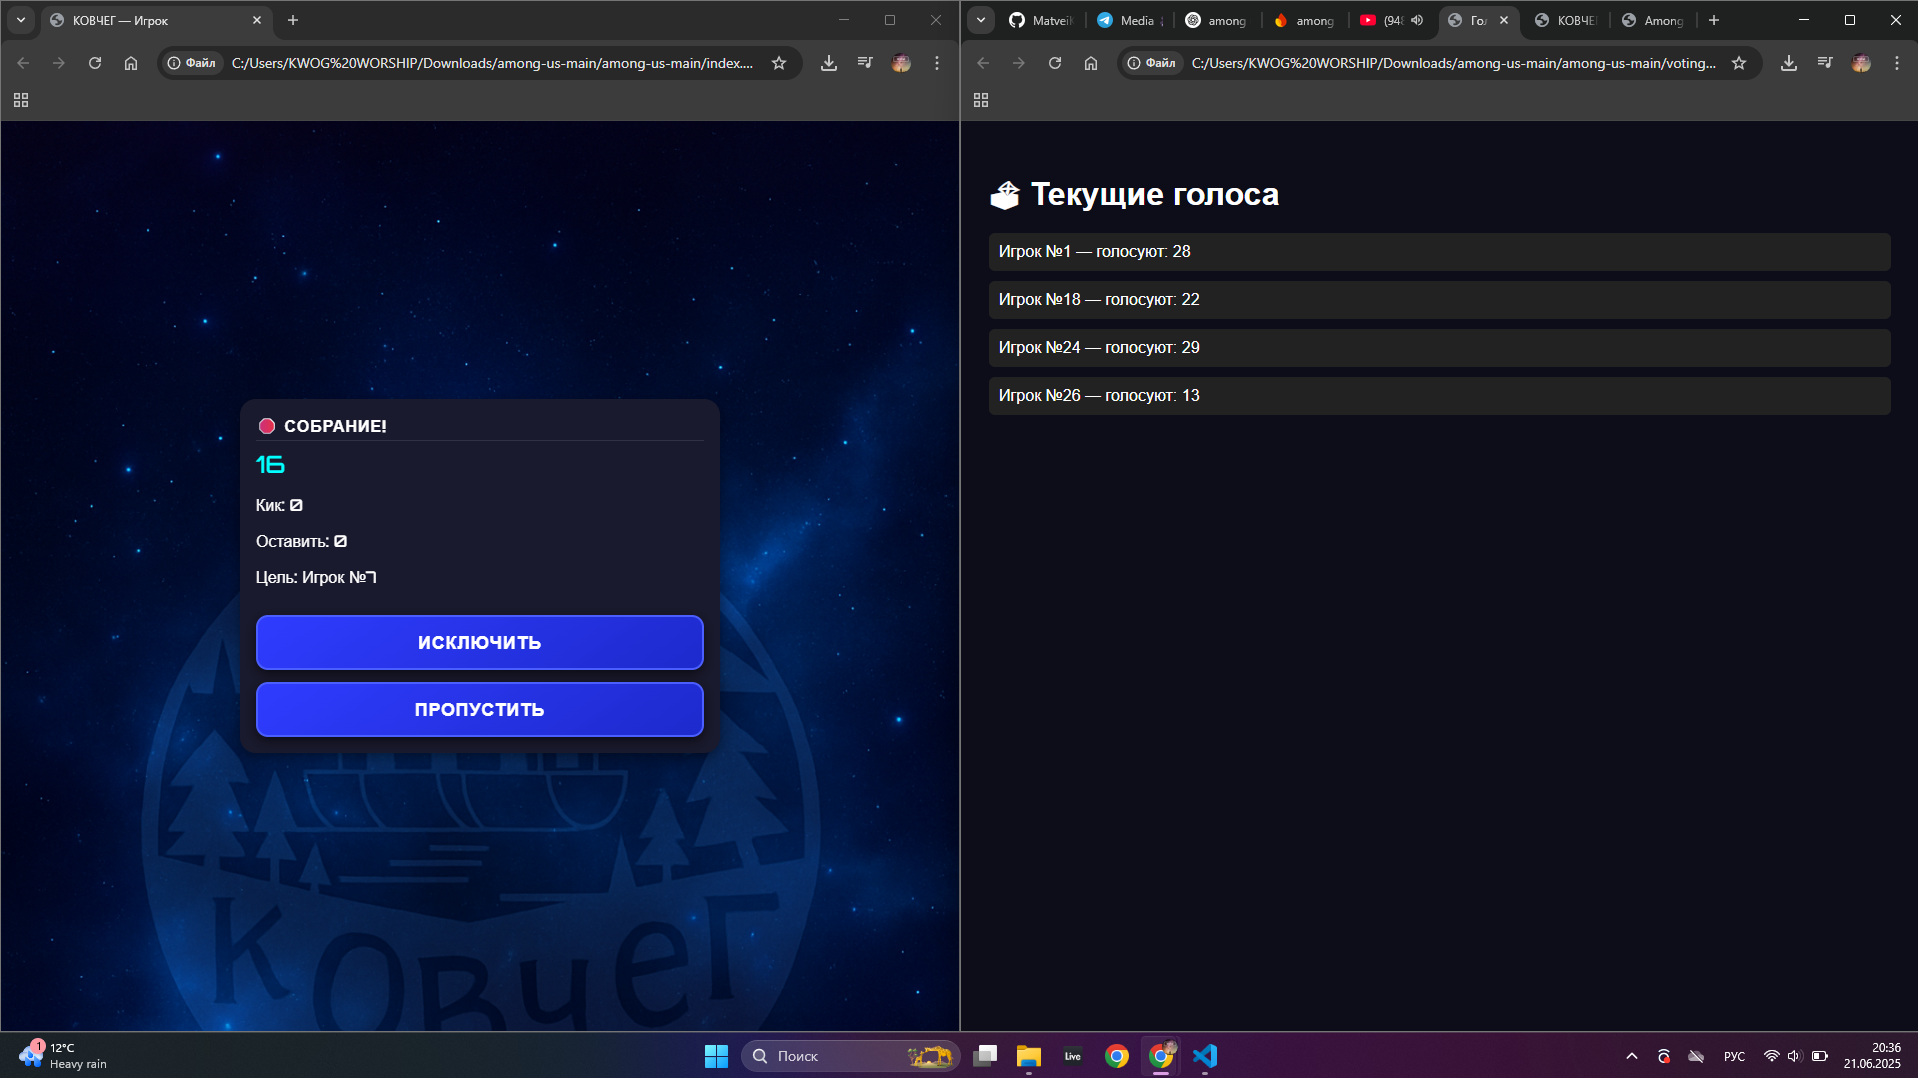 КОВЧЕГ — Игрок
Файл
C:/Users/KWOG%20WORSHIP/Downloads/among-us-main/among-us-main/index....
СОБРАНИЕ!
16
Кик: 0
Оставить: 0
Цель: Игрок №7
ИСКЛЮЧИТЬ
ПРОПУСТИТЬ
КОВЧЕГ
Matvei
Media
among
among
(948
Гол
КОВЧЕ
Among
Файл
C:/Users/KWOG%20WORSHIP/Downloads/among-us-main/among-us-main/voting...
Текущие голоса
Игрок №1 — голосуют: 28
Игрок №18 — голосуют: 22
Игрок №24 — голосуют: 29
Игрок №26 — голосуют: 13
1
12°C
Heavy rain
Поиск
Live
РУС
20:36
21.06.2025